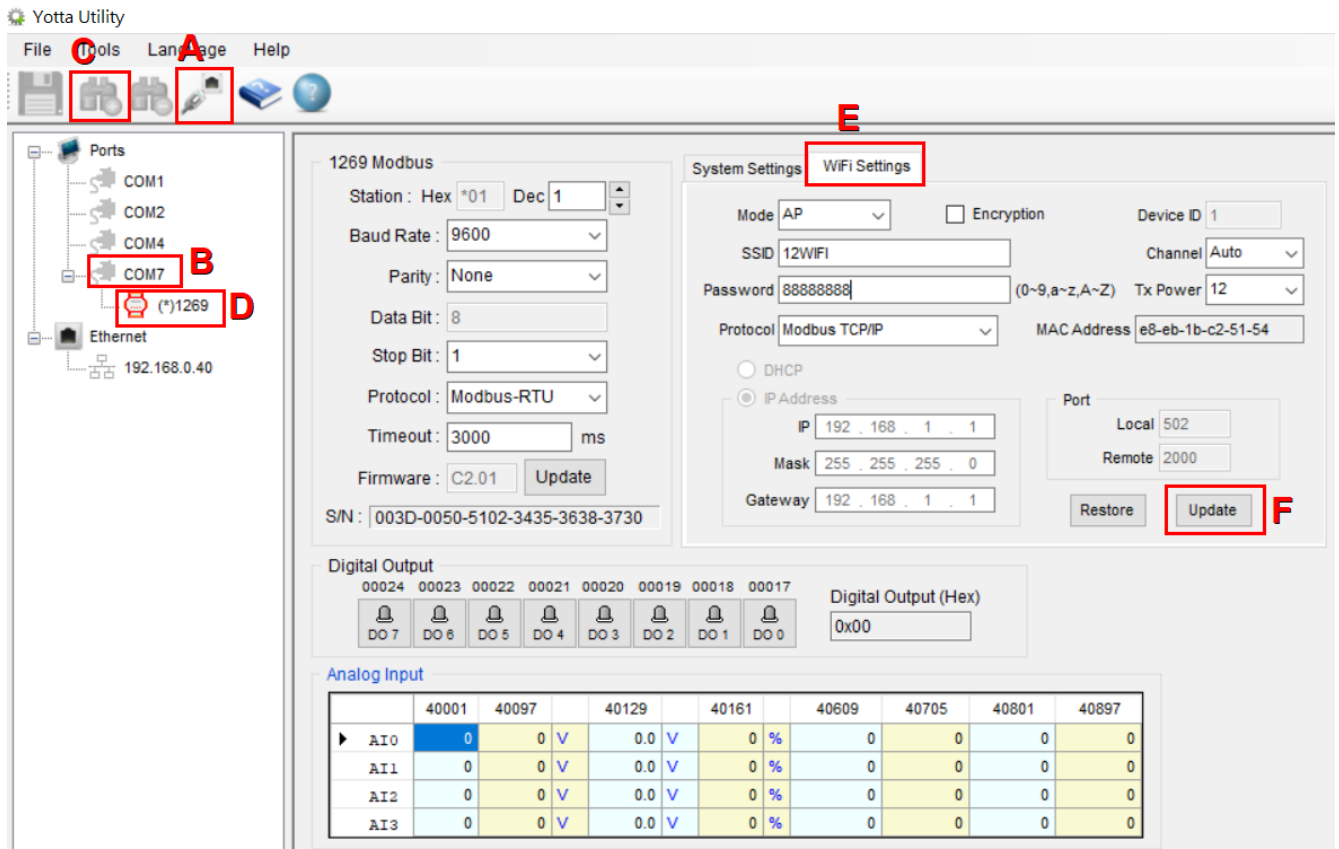 Yotta Utility
File Tools Language Help
C A
E
Ports
COM1
COM2
COM4
COM7 B
(*)1269 D
Ethernet
192.168.0.40
1269 Modbus
Station : Hex *01 Dec 1
Baud Rate : 9600
Parity : None
Data Bit : 8
Stop Bit : 1
Protocol : Modbus-RTU
Timeout : 3000 ms
Firmware : C2.01 Update
S/N : 003D-0050-5102-3435-3638-3730
System Settings WiFi Settings
Mode AP Encryption Device ID 1
SSID 12WIFI Channel Auto
Password 88888888 (0~9,a~z,A~Z) Tx Power 12
Protocol Modbus TCP/IP MAC Address e8-eb-1b-c2-51-54
DHCP
IP Address
IP 192 . 168 . 1 . 1
Mask 255 . 255 . 255 . 0
Gateway 192 . 168 . 1 . 1
Port
Local 502
Remote 2000
Restore Update F
Digital Output
00024 00023 00022 00021 00020 00019 00018 00017
DO 7 DO 6 DO 5 DO 4 DO 3 DO 2 DO 1 DO 0
Digital Output (Hex)
0x00
Analog Input
40001 40097 40129 40161 40609 40705 40801 40897
AI0 0 0 V 0.0 V 0 % 0 0 0 0
AI1 0 0 V 0.0 V 0 % 0 0 0 0
AI2 0 0 V 0.0 V 0 % 0 0 0 0
AI3 0 0 V 0.0 V 0 % 0 0 0 0